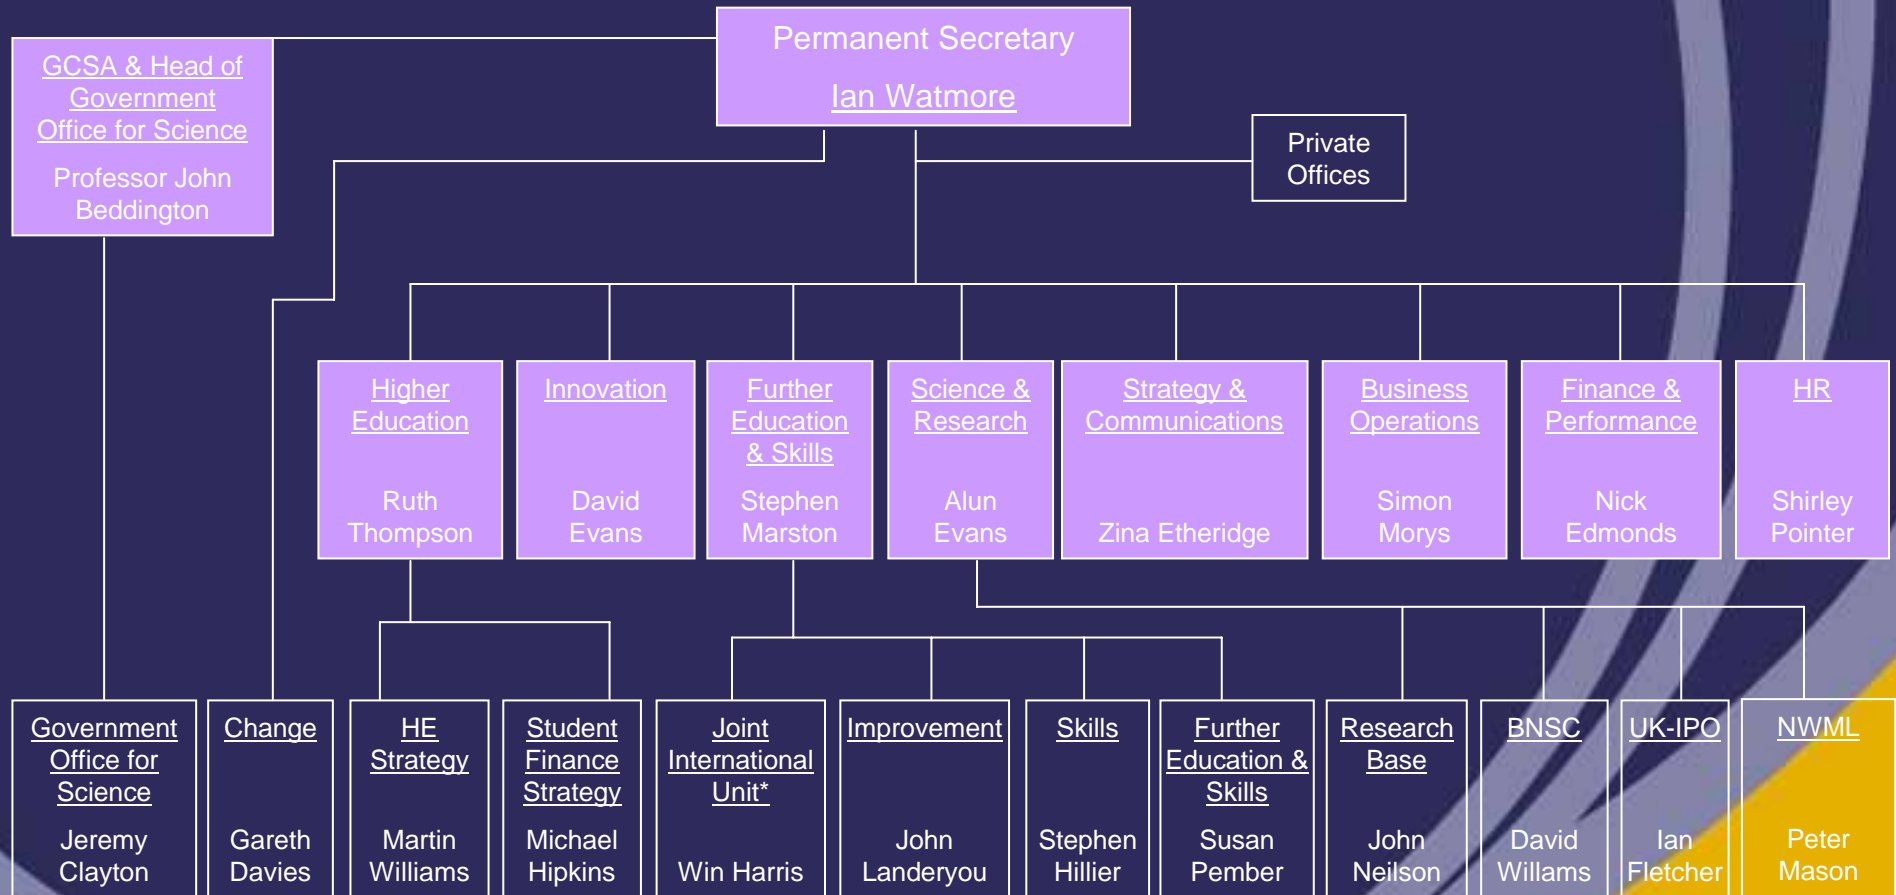 Permanent Secretary
Ian Watmore
GCSA & Head of
Government
Office for Science
Professor John
Beddington
Private
Offices
Higher
Education
Ruth
Thompson
Innovation
David
Evans
Further
Education
& Skills
Stephen
Marston
Science &
Research
Alun
Evans
Strategy &
Communications
Zina Etheridge
Business
Operations
Simon
Morys
Finance &
Performance
Nick
Edmonds
HR
Shirley
Pointer
Government
Office for
Science
Jeremy
Clayton
Change
Gareth
Davies
HE
Strategy
Martin
Williams
Student
Finance
Strategy
Michael
Hipkins
Joint
International
Unit*
Win Harris
Improvement
John
Landeryou
Skills
Stephen
Hillier
Further
Education &
Skills
Susan
Pember
Research
Base
John
Neilson
BNSC
David
Willams
UK-IPO
Ian
Fletcher
NWML
Peter
Mason